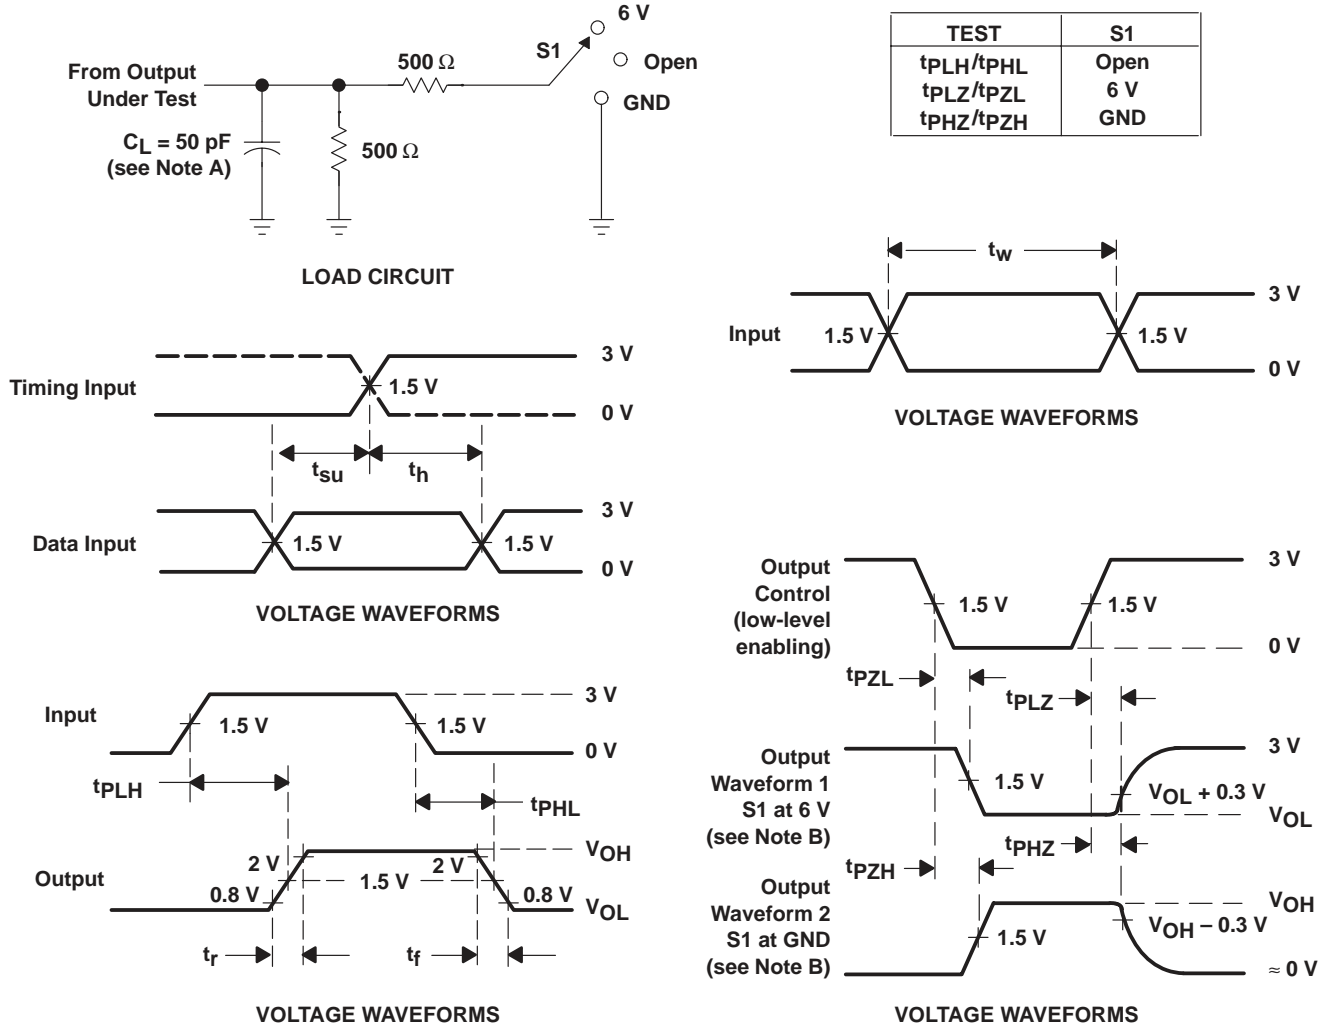 6 V
S1
Open
GND
500 Ω
From Output
Under Test
CL = 50 pF
(see Note A)
500 Ω
LOAD CIRCUIT
TEST S1
tPLH/tPHL Open
tPLZ/tPZL 6 V
tPHZ/tPZH GND
tw
3 V
Input
1.5 V
1.5 V
0 V
VOLTAGE WAVEFORMS
3 V
Timing Input
1.5 V
0 V
tsu
th
3 V
Data Input
1.5 V
1.5 V
0 V
VOLTAGE WAVEFORMS
3 V
Input
1.5 V
1.5 V
0 V
tPLH
tPHL
VOH
2 V
2 V
Output
1.5 V
0.8 V
0.8 V
VOL
tr
tf
VOLTAGE WAVEFORMS
Output
Control
(low-level
enabling)
3 V
1.5 V
1.5 V
0 V
tPZL
tPLZ
Output
Waveform 1
S1 at 6 V
(see Note B)
3 V
1.5 V
VOL + 0.3 V
VOL
tPHZ
tPZH
Output
Waveform 2
S1 at GND
(see Note B)
VOH
VOH – 0.3 V
1.5 V
≈ 0 V
VOLTAGE WAVEFORMS